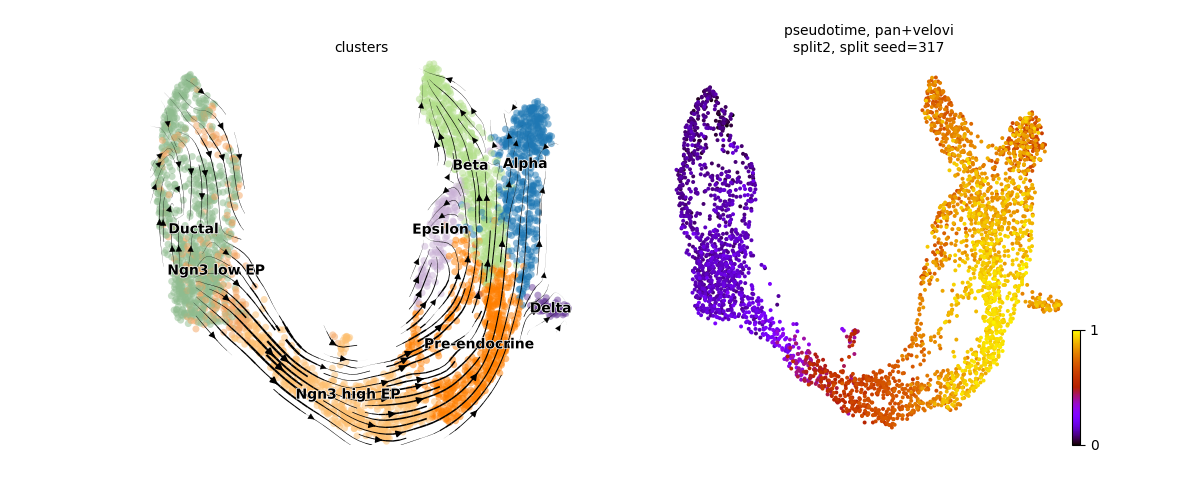 clusters
pseudotime, pan+velovi
split2, split seed=317
Beta
Alpha
Ductal
Epsilon
Ngn3 low EP
Delta
Pre-endocrine
Ngn3 high EP
1
0